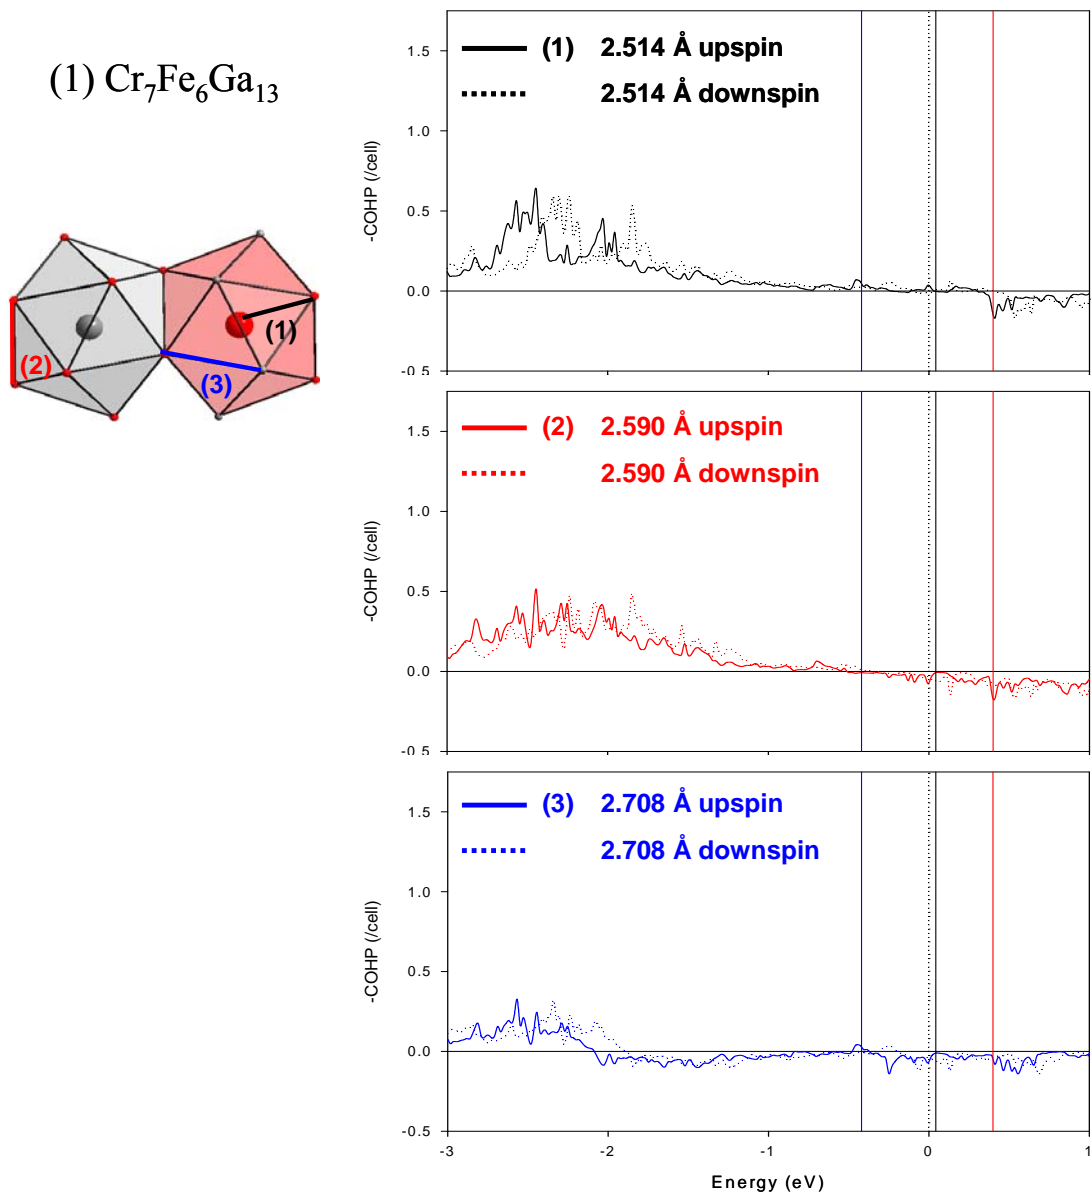 (1) Cr₇Fe₆Ga₁₃
(1)
(2)
(3)
(1) 2.514 Å upspin
2.514 Å downspin
1.5
1.0
0.5
0.0
-0.5
-COHP (/cell)
(2) 2.590 Å upspin
2.590 Å downspin
1.5
1.0
0.5
0.0
-0.5
-COHP (/cell)
(3) 2.708 Å upspin
2.708 Å downspin
1.5
1.0
0.5
0.0
-0.5
-COHP (/cell)
-3 -2 -1 0 1
Energy (eV)